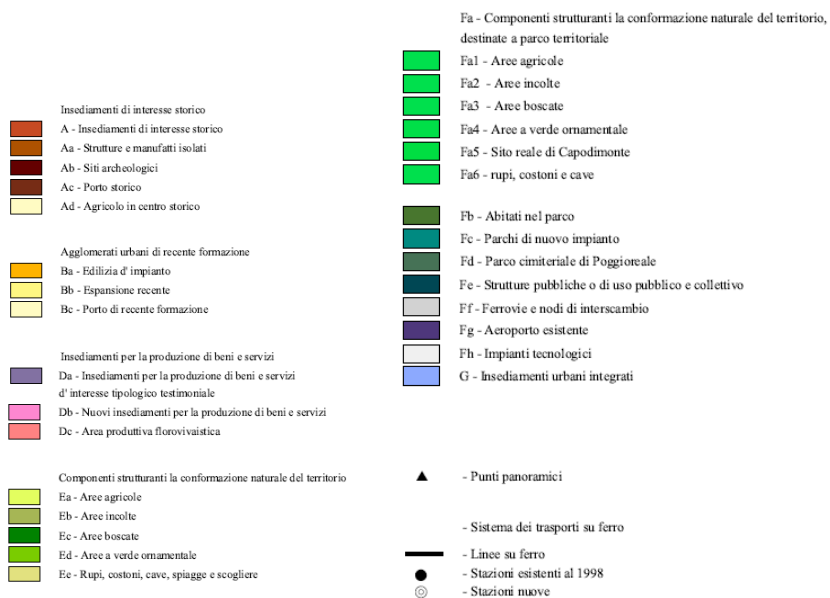 Insediamenti di interesse storico
A - Insediamenti di interesse storico
Aa - Strutture e manufatti isolati
Ab - Siti archeologici
Ac - Porto storico
Ad - Agricolo in centro storico
Agglomerati urbani di recente formazione
Ba - Edilizia d' impianto
Bb - Espansione recente
Bc - Porto di recente formazione
Insediamenti per la produzione di beni e servizi
Da - Insediamenti per la produzione di beni e servizi
d' interesse tipologico testimoniale
Db - Nuovi insediamenti per la produzione di beni e servizi
Dc - Area produttiva florovivaistica
Componenti strutturanti la conformazione naturale del territorio
Ea - Aree agricole
Eb - Aree incolte
Ec - Aree boscate
Ed - Aree a verde ornamentale
Ee - Rupi, costoni, cave, spiagge e scogliere
Fa - Componenti strutturanti la conformazione naturale del territorio,
destinate a parco territoriale
Fa1 - Aree agricole
Fa2 - Aree incolte
Fa3 - Aree boscate
Fa4 - Aree a verde ornamentale
Fa5 - Sito reale di Capodimonte
Fa6 - rupi, costoni e cave
Fb - Abitati nel parco
Fc - Parchi di nuovo impianto
Fd - Parco cimiteriale di Poggioreale
Fe - Strutture pubbliche o di uso pubblico e collettivo
Ff - Ferrovie e nodi di interscambio
Fg - Aeroporto esistente
Fh - Impianti tecnologici
G - Insediamenti urbani integrati
- Punti panoramici
- Sistema dei trasporti su ferro
- Linee su ferro
- Stazioni esistenti al 1998
- Stazioni nuove